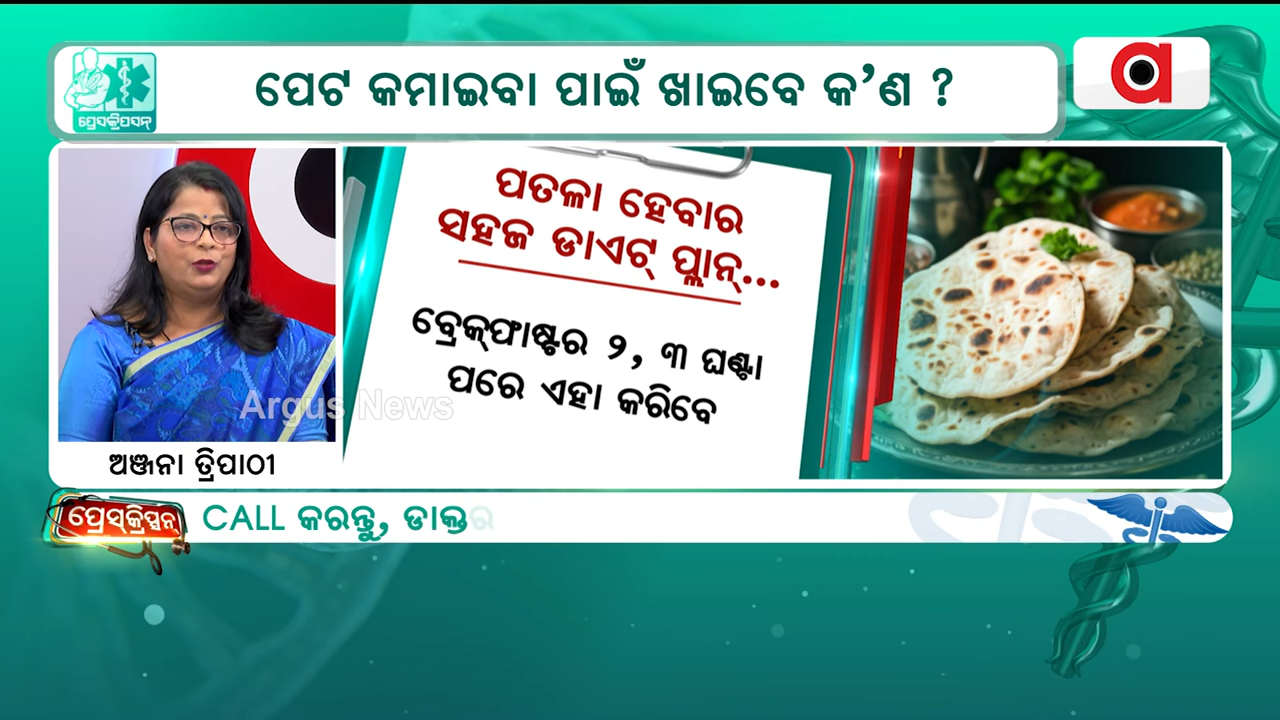 ପେଟ କମାଇବା ପାଇଁ ଖାଇବେ କ’ଣ ?
ପ୍ରେସକ୍ରିପସନ୍
ପତଳା ହେବାର
ସହଜ ଡାଏଟ୍ ପ୍ଲାନ୍...
ବ୍ରେକ୍‌ଫାଷ୍ଟର ୨, ୩ ଘଣ୍ଟା
ପରେ ଏହା କରିବେ
Argus News
ଅଞ୍ଜନା ତ୍ରିପାଠୀ
ପ୍ରେସ୍‌କ୍ରିପ୍ସନ୍
CALL କରନ୍ତୁ, ଡାକ୍ତର